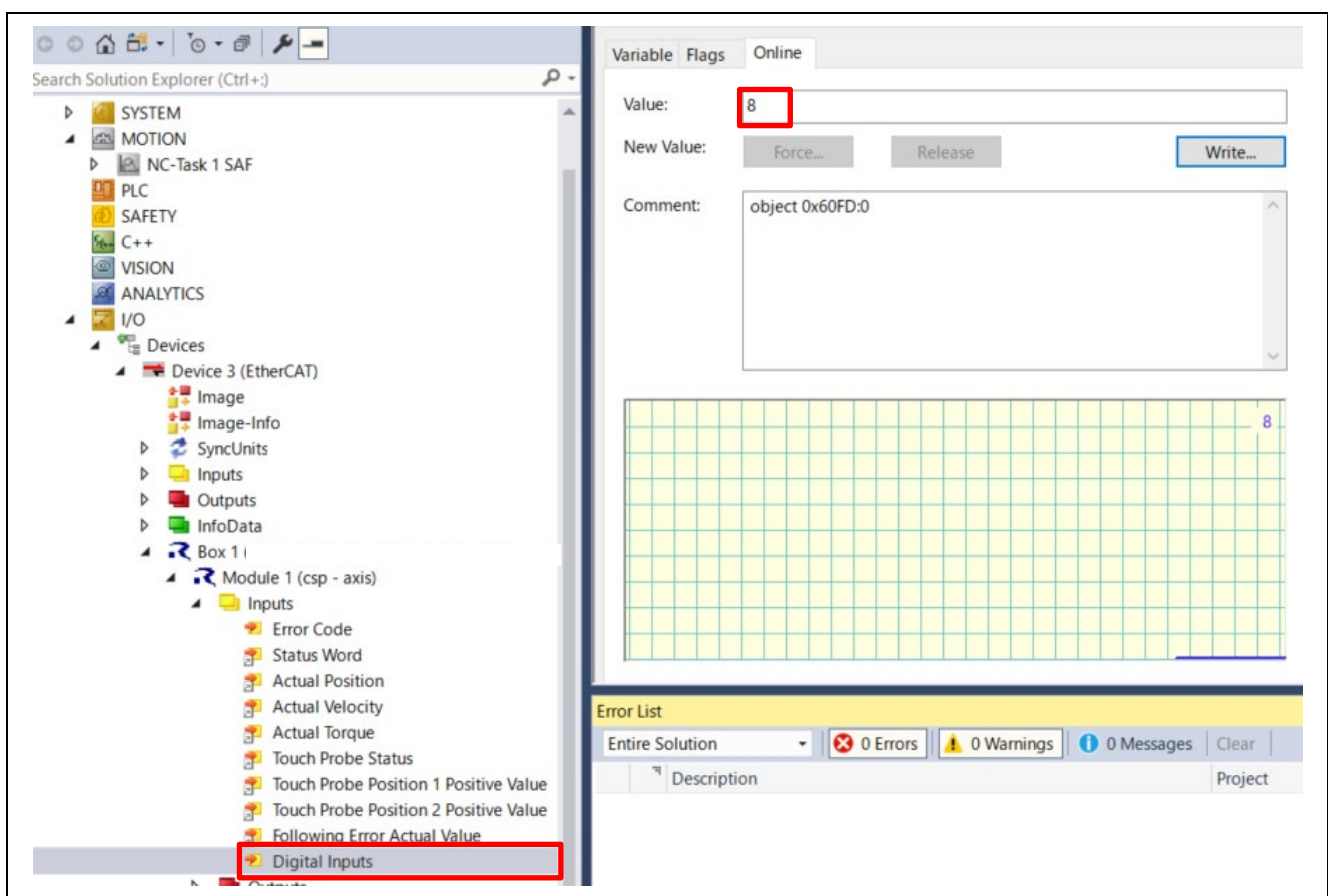 Search Solution Explorer (Ctrl+;)
SYSTEM
MOTION
NC-Task 1 SAF
PLC
SAFETY
C++
VISION
ANALYTICS
I/O
Devices
Device 3 (EtherCAT)
Image
Image-Info
SyncUnits
Inputs
Outputs
InfoData
Box 1 (
Module 1 (csp - axis)
Inputs
Error Code
Status Word
Actual Position
Actual Velocity
Actual Torque
Touch Probe Status
Touch Probe Position 1 Positive Value
Touch Probe Position 2 Positive Value
Following Error Actual Value
Digital Inputs
Outputs
Variable Flags Online
Value: 8
New Value: Force... Release Write...
Comment: object 0x60FD:0
8
Error List
Entire Solution 0 Errors 0 Warnings 0 Messages Clear
Description Project